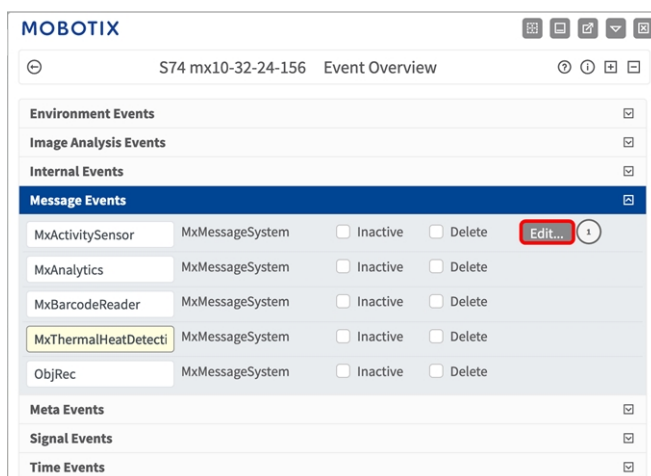 MOBOTIX
S74 mx10-32-24-156 Event Overview
Environment Events
Image Analysis Events
Internal Events
Message Events
MxActivitySensor MxMessageSystem Inactive Delete Edit... 1
MxAnalytics MxMessageSystem Inactive Delete
MxBarcodeReader MxMessageSystem Inactive Delete
MxThermalHeatDetecti MxMessageSystem Inactive Delete
ObjRec MxMessageSystem Inactive Delete
Meta Events
Signal Events
Time Events